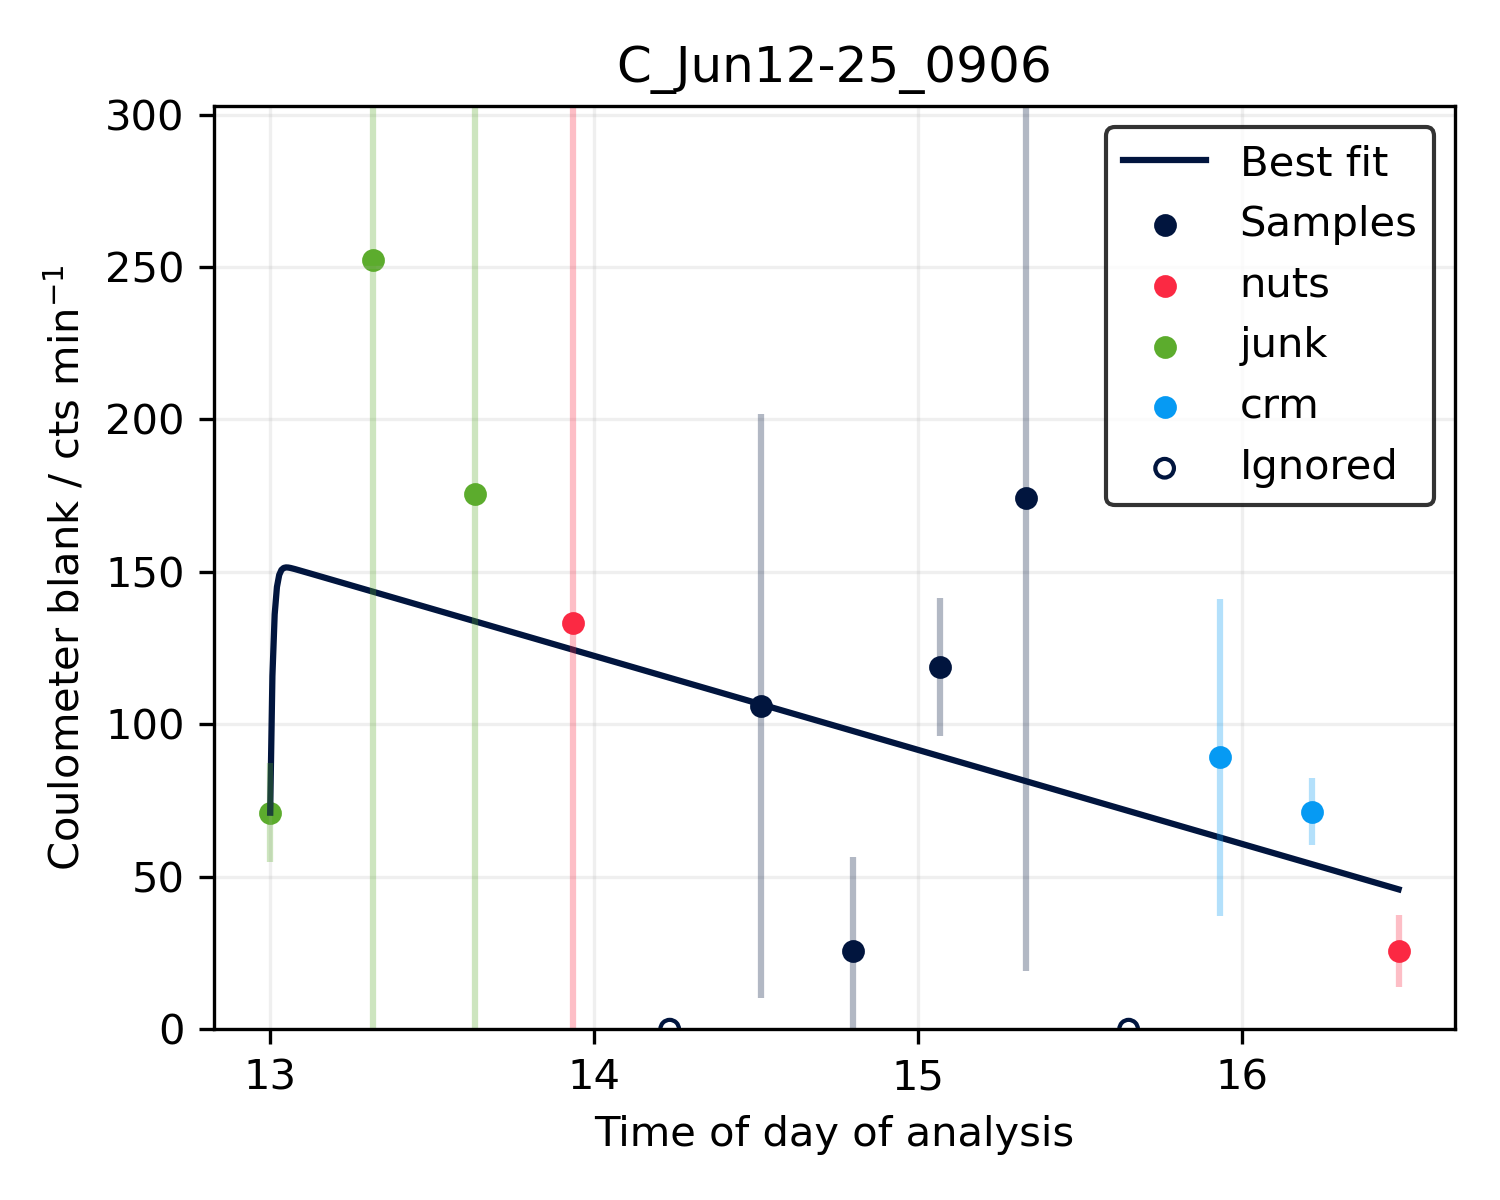 C_Jun12-25_0906
300
250
200
150
100
50
0
Coulometer blank / cts min⁻¹
Best fit
Samples
nuts
junk
crm
Ignored
13 14 15 16
Time of day of analysis